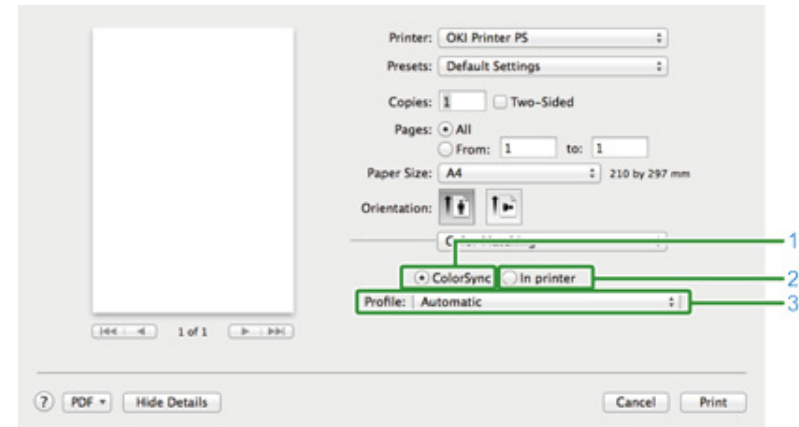 Printer: OKI Printer PS
Presets: Default Settings
Copies: 1 Two-Sided
Pages: All
From: 1 to: 1
Paper Size: A4 210 by 297 mm
Orientation:
1
ColorSync In printer 2
Profile: Automatic 3
1 of 1
? PDF Hide Details Cancel Print